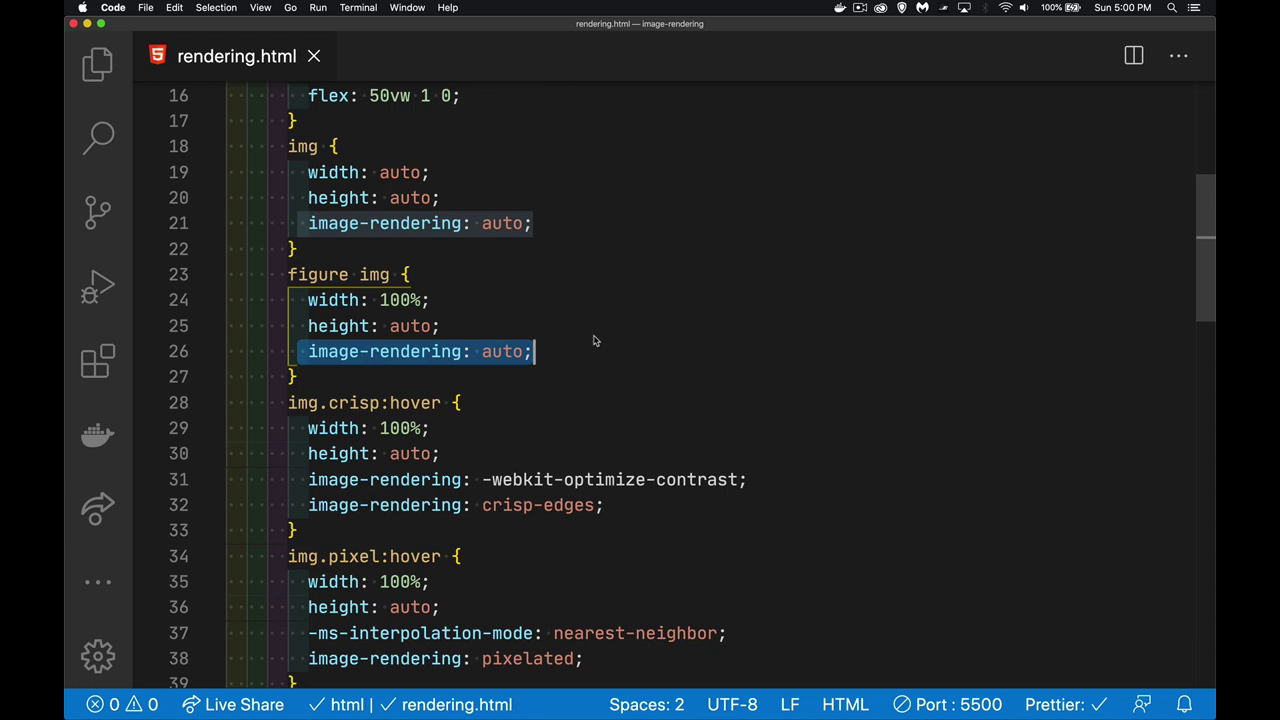 Code File Edit Selection View Go Run Terminal Window Help 100% Sun 5:00 PM
rendering.html — image-rendering
rendering.html
16 flex: 50vw 1 0;
17 }
18 img {
19 width: auto;
20 height: auto;
21 image-rendering: auto;
22 }
23 figure img {
24 width: 100%;
25 height: auto;
26 image-rendering: auto;
27 }
28 img.crisp:hover {
29 width: 100%;
30 height: auto;
31 image-rendering: -webkit-optimize-contrast;
32 image-rendering: crisp-edges;
33 }
34 img.pixel:hover {
35 width: 100%;
36 height: auto;
37 -ms-interpolation-mode: nearest-neighbor;
38 image-rendering: pixelated;
39 }
0 0 Live Share html | rendering.html Spaces: 2 UTF-8 LF HTML Port : 5500 Prettier: